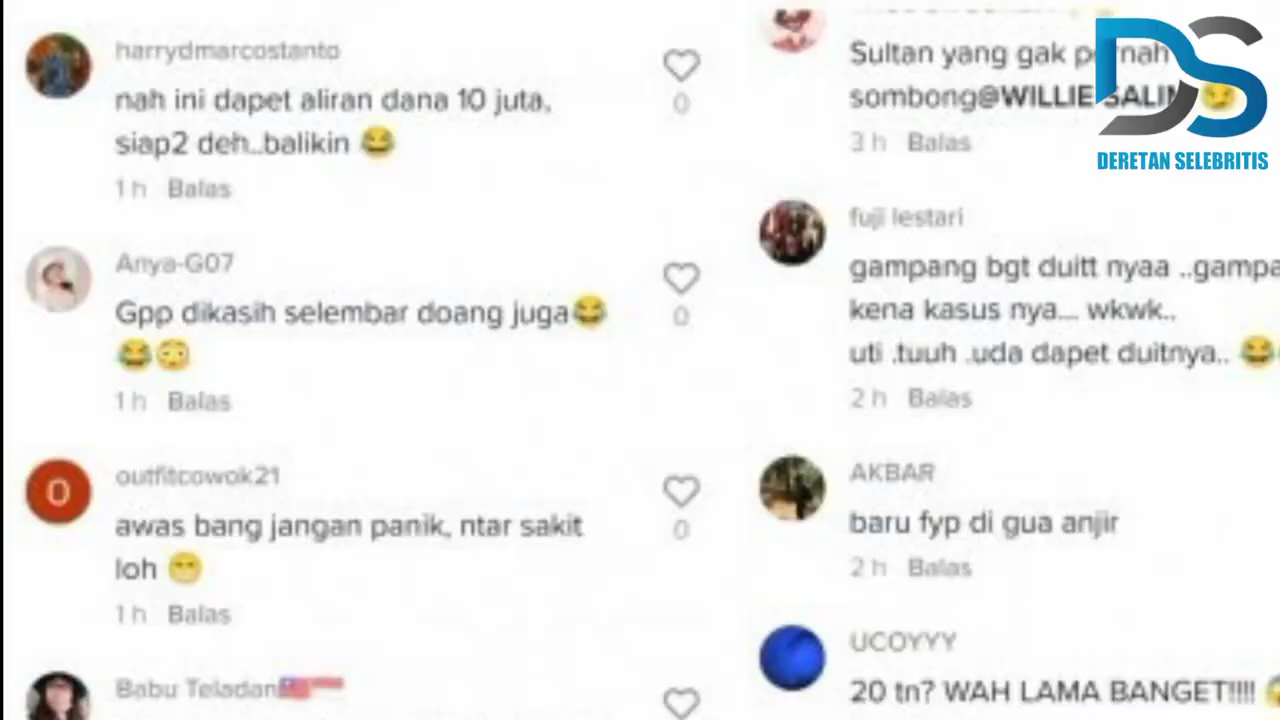 harrydmarcostanto
nah ini dapet aliran dana 10 juta,
siap2 deh..balikin 😂
0
1 h Balas
Anya-G07
Gpp dikasih selembar doang juga😂
😂😳
0
1 h Balas
outfitcowok21
awas bang jangan panik, ntar sakit
loh 😁
0
1 h Balas
Babu Teladan
Sultan yang gak pernah
sombong@WILLIE SALIM 😏
3 h Balas
fuji lestari
gampang bgt duitt nyaa ..gampa
kena kasus nya... wkwk..
uti .tuuh .uda dapet duitnya.. 😂
2 h Balas
AKBAR
baru fyp di gua anjir
2 h Balas
UCOYYY
20 tn? WAH LAMA BANGET!!!!
DS
DERETAN SELEBRITIS